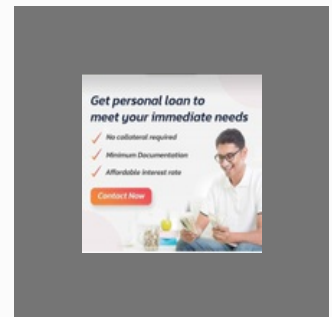 Get personal loan to
meet your immediate needs
No collateral required
Minimum Documentation
Affordable interest rate
Contact Now